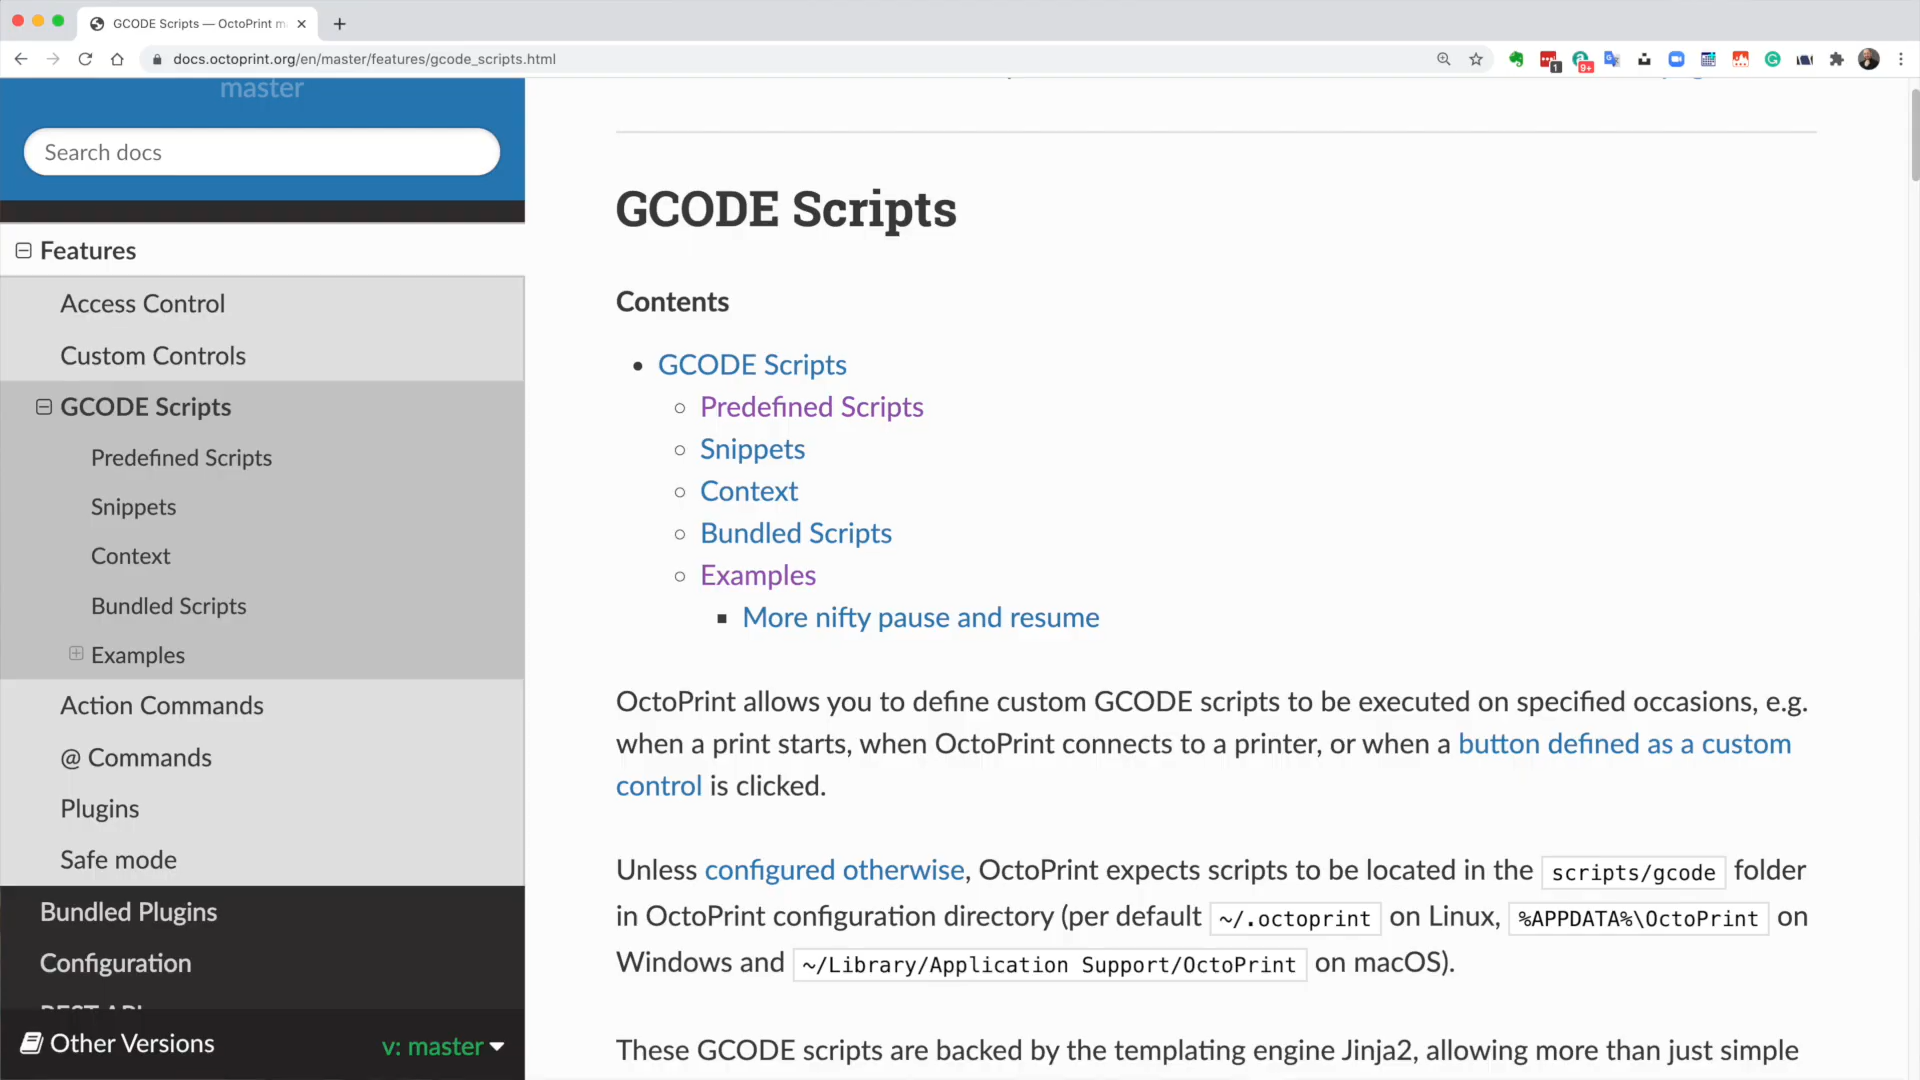 GCODE Scripts — OctoPrint m
docs.octoprint.org/en/master/features/gcode_scripts.html
1
9+
master
Search docs
Features
Access Control
Custom Controls
GCODE Scripts
Predefined Scripts
Snippets
Context
Bundled Scripts
Examples
Action Commands
@ Commands
Plugins
Safe mode
Bundled Plugins
Configuration
REST API
Other Versions
v: master
GCODE Scripts
Contents
GCODE Scripts
Predefined Scripts
Snippets
Context
Bundled Scripts
Examples
More nifty pause and resume
OctoPrint allows you to define custom GCODE scripts to be executed on specified occasions, e.g.
when a print starts, when OctoPrint connects to a printer, or when a button defined as a custom
control is clicked.
Unless configured otherwise, OctoPrint expects scripts to be located in the scripts/gcode folder
in OctoPrint configuration directory (per default ~/.octoprint on Linux, %APPDATA%\OctoPrint on
Windows and ~/Library/Application Support/OctoPrint on macOS).
These GCODE scripts are backed by the templating engine Jinja2, allowing more than just simple